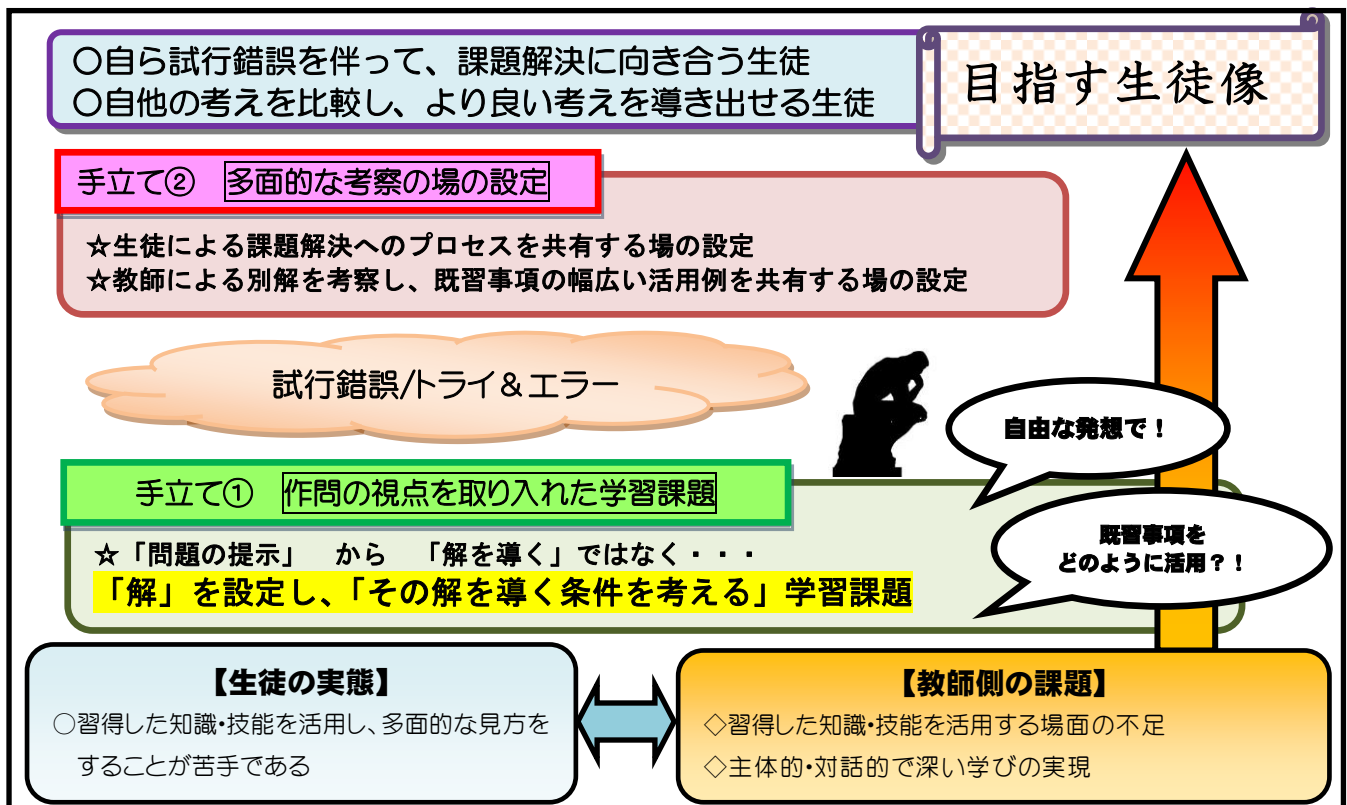 目指す生徒像
〇自ら試行錯誤を伴って、課題解決に向き合う生徒
〇自他の考えを比較し、より良い考えを導き出せる生徒
手立て② 多面的な考察の場の設定
☆生徒による課題解決へのプロセスを共有する場の設定
☆教師による別解を考察し、既習事項の幅広い活用例を共有する場の設定
試行錯誤/トライ&エラー
自由な発想で！
既習事項を
どのように活用？！
手立て① 作問の視点を取り入れた学習課題
☆「問題の提示」 から 「解を導く」ではなく・・・
「解」を設定し、「その解を導く条件を考える」学習課題
【生徒の実態】
○習得した知識・技能を活用し、多面的な見方を
することが苦手である
【教師側の課題】
◇習得した知識・技能を活用する場面の不足
◇主体的・対話的で深い学びの実現